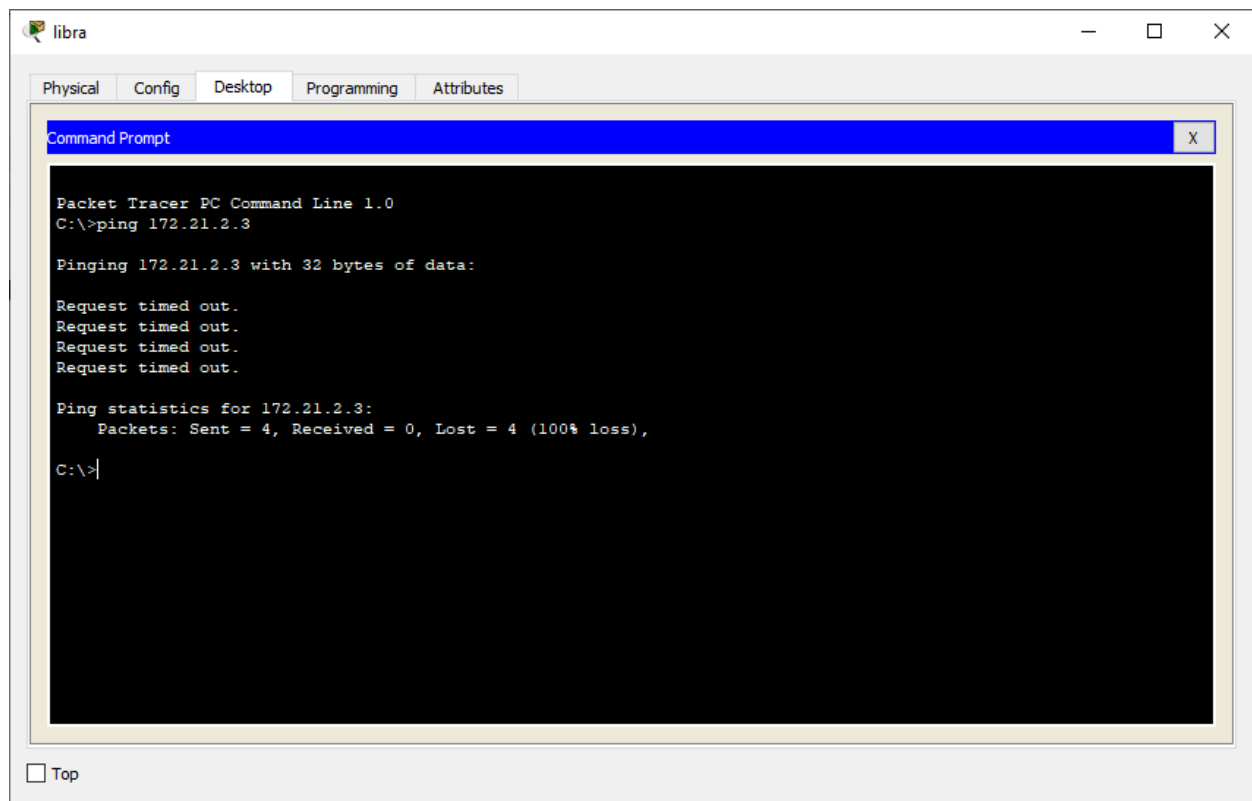 libra
Physical Config Desktop Programming Attributes
Command Prompt
X
Packet Tracer PC Command Line 1.0
C:\>ping 172.21.2.3
Pinging 172.21.2.3 with 32 bytes of data:
Request timed out.
Request timed out.
Request timed out.
Request timed out.
Ping statistics for 172.21.2.3:
    Packets: Sent = 4, Received = 0, Lost = 4 (100% loss),
C:\>
Top